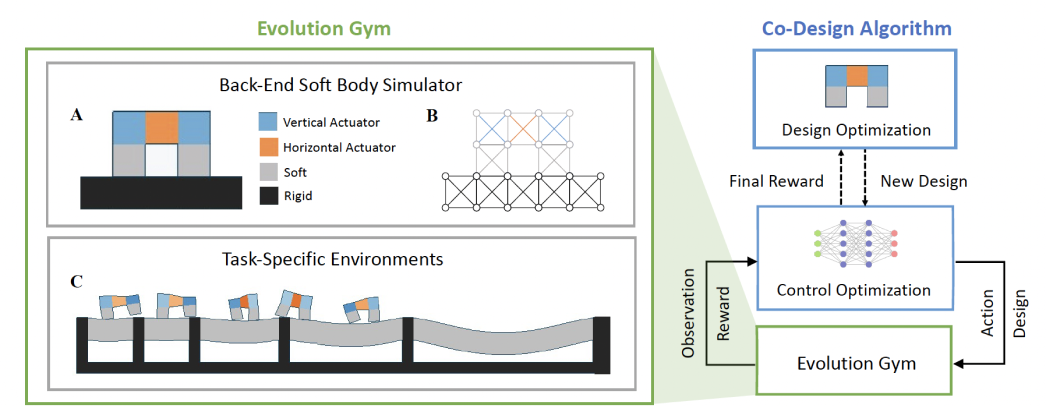 Evolution Gym
Back-End Soft Body Simulator
A
Vertical Actuator
Horizontal Actuator
Soft
Rigid
B
Task-Specific Environments
C
Co-Design Algorithm
Design Optimization
Final Reward
New Design
Control Optimization
Observation
Reward
Action
Design
Evolution Gym